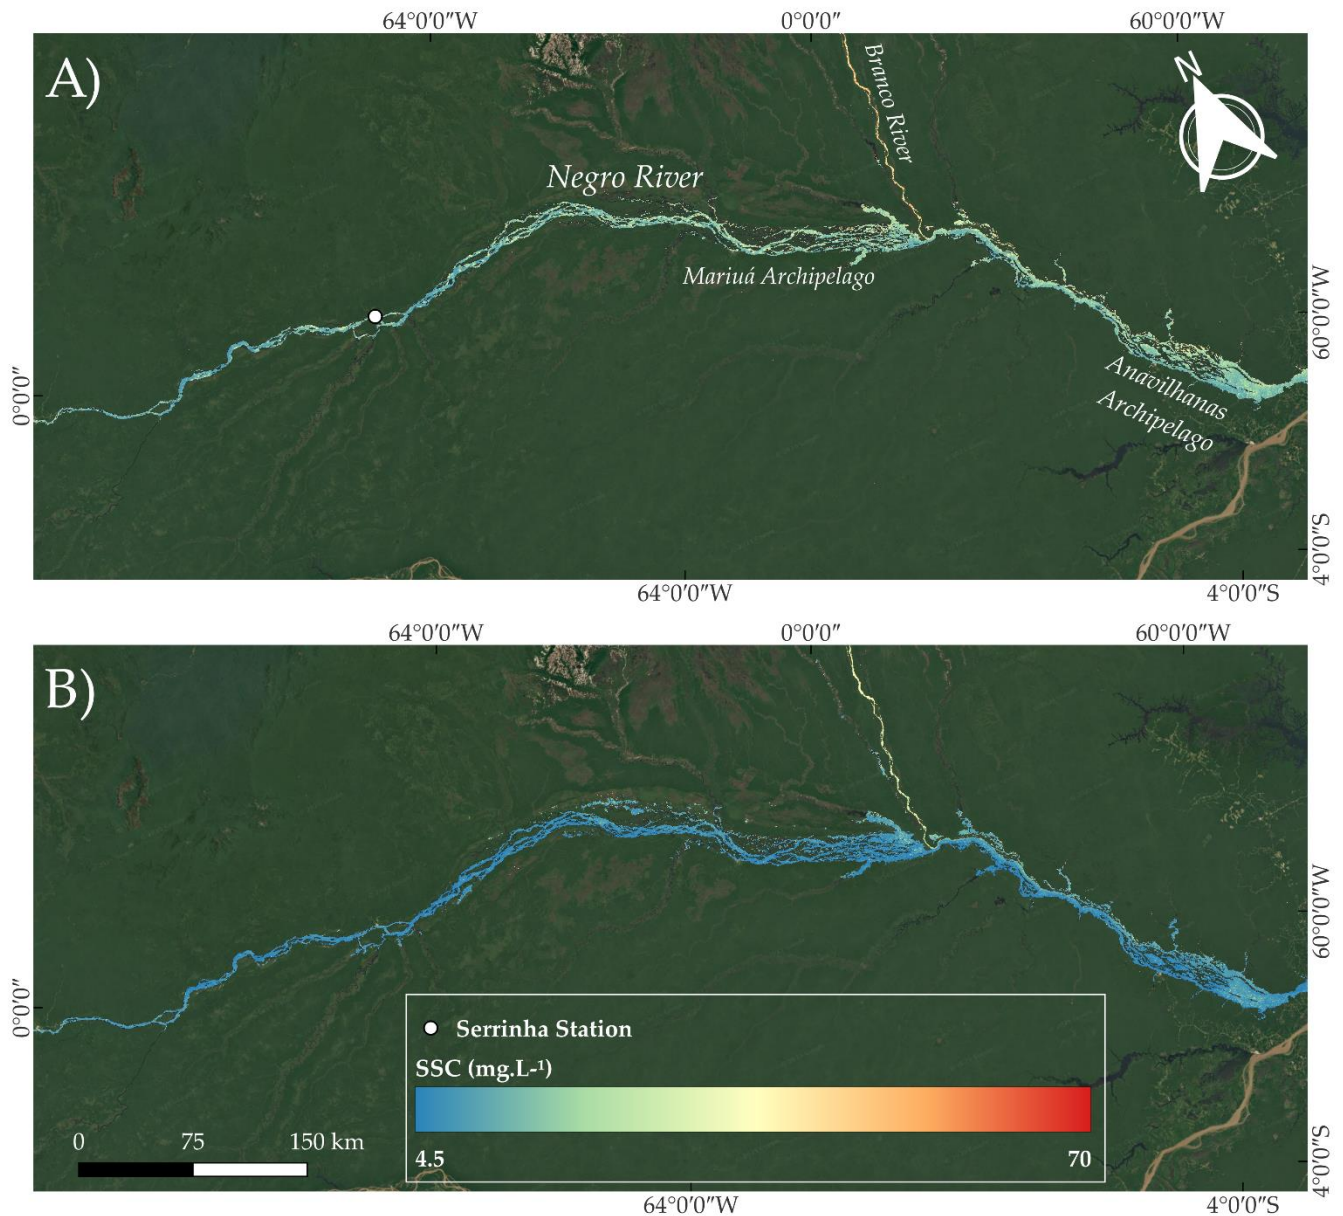 64°0'0"W 0°0'0" 60°0'0"W
A)
N
Branco River
Negro River
Mariuá Archipelago
60°0'0"W
Anavilhanas
Archipelago
0°0'0"
4°0'0"S
64°0'0"W 4°0'0"S
64°0'0"W 0°0'0" 60°0'0"W
B)
60°0'0"W
0°0'0"
Serrinha Station
SSC (mg.L-¹)
4.5 70
0 75 150 km
4°0'0"S
64°0'0"W 4°0'0"S